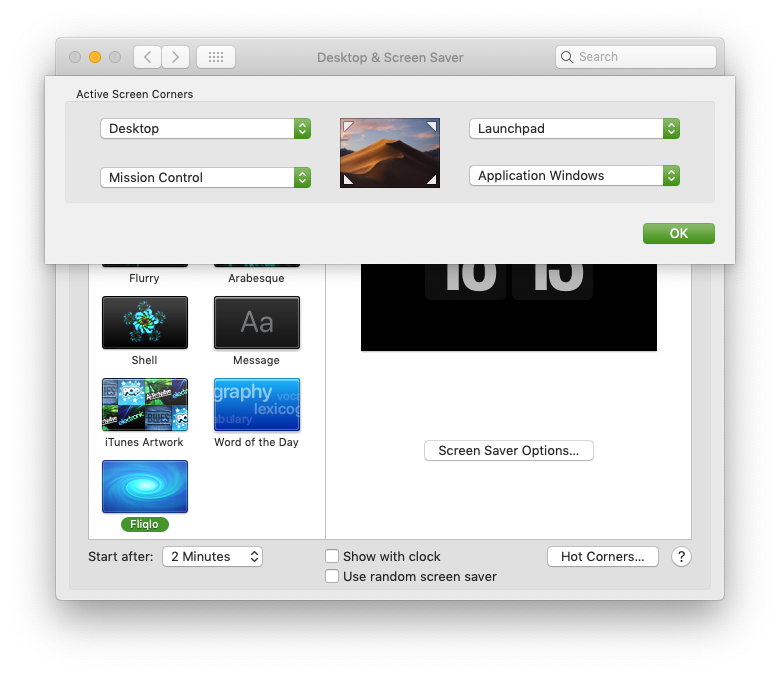 Desktop & Screen Saver
Search
Active Screen Corners
Desktop
Launchpad
Mission Control
Application Windows
OK
Flurry
Arabesque
Shell
Aa
Message
iTunes Artwork
graphy
voc
lexicog
abulary
Word of the Day
Screen Saver Options...
Fliqlo
Start after:
2 Minutes
Show with clock
Hot Corners...
?
Use random screen saver